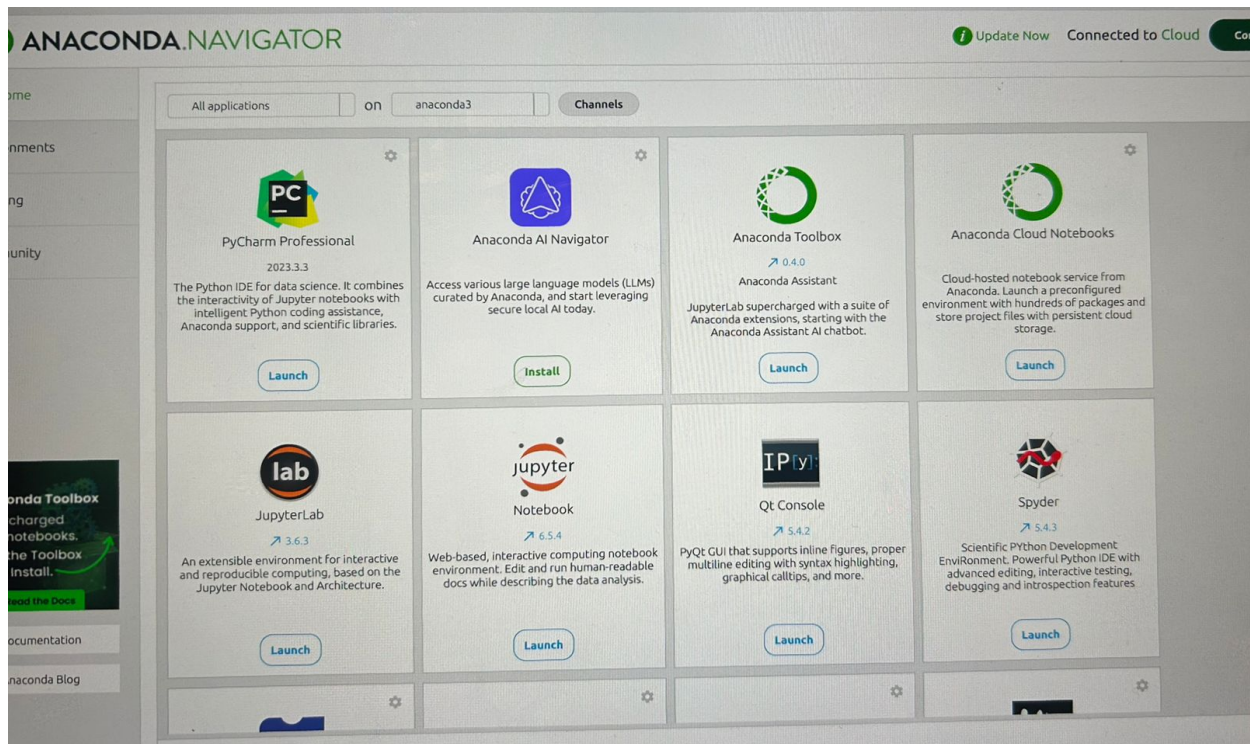 ANACONDA.NAVIGATOR
i Update Now
Connected to Cloud
Co
ome
nments
ng
unity
All applications
on
anaconda3
Channels
PC
PyCharm Professional
2023.3.3
The Python IDE for data science. It combines
the interactivity of Jupyter notebooks with
intelligent Python coding assistance,
Anaconda support, and scientific libraries.
Launch
Anaconda AI Navigator
Access various large language models (LLMs)
curated by Anaconda, and start leveraging
secure local AI today.
Install
Anaconda Toolbox
0.4.0
Anaconda Assistant
JupyterLab supercharged with a suite of
Anaconda extensions, starting with the
Anaconda Assistant AI chatbot.
Launch
Anaconda Cloud Notebooks
Cloud-hosted notebook service from
Anaconda. Launch a preconfigured
environment with hundreds of packages and
store project files with persistent cloud
storage.
Launch
lab
JupyterLab
3.6.3
An extensible environment for interactive
and reproducible computing, based on the
Jupyter Notebook and Architecture.
Launch
jupyter
Notebook
6.5.4
Web-based, interactive computing notebook
environment. Edit and run human-readable
docs while describing the data analysis.
Launch
IP[y]:
Qt Console
5.4.2
PyQt GUI that supports inline figures, proper
multiline editing with syntax highlighting,
graphical calltips, and more.
Launch
Spyder
5.4.3
Scientific PYthon Development
EnviRonment. Powerful Python IDE with
advanced editing, interactive testing,
debugging and introspection features
Launch
onda Toolbox
charged
notebooks.
the Toolbox
install.
ead the Docs
ocumentation
naconda Blog